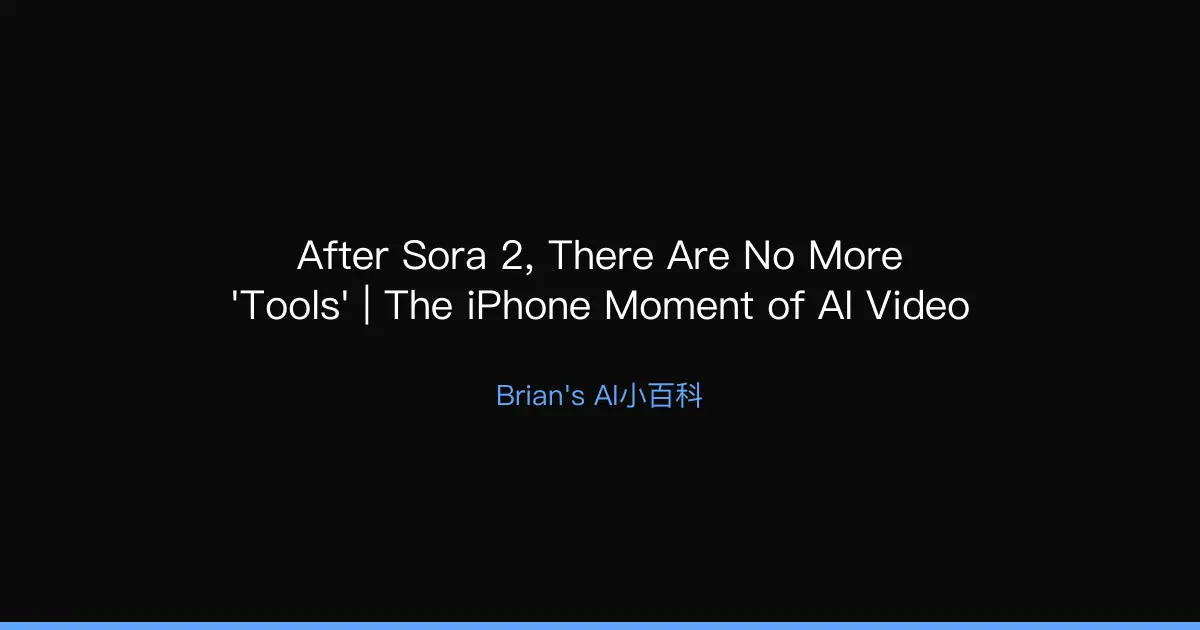 After Sora 2, There Are No More
'Tools' | The iPhone Moment of AI Video
Brian's AI小百科